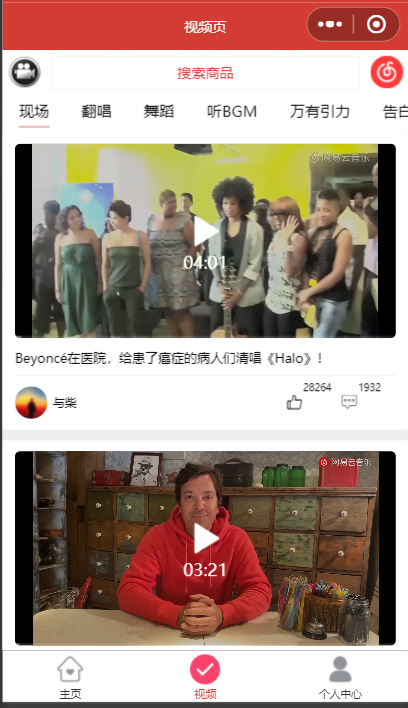 视频页
搜索商品
现场 翻唱 舞蹈 听BGM 万有引力 告白
网易云音乐
04:01
Beyoncé在医院，给患了癌症的病人们清唱《Halo》！
与柴 28264 1932
网易云音乐
03:21
主页 视频 个人中心